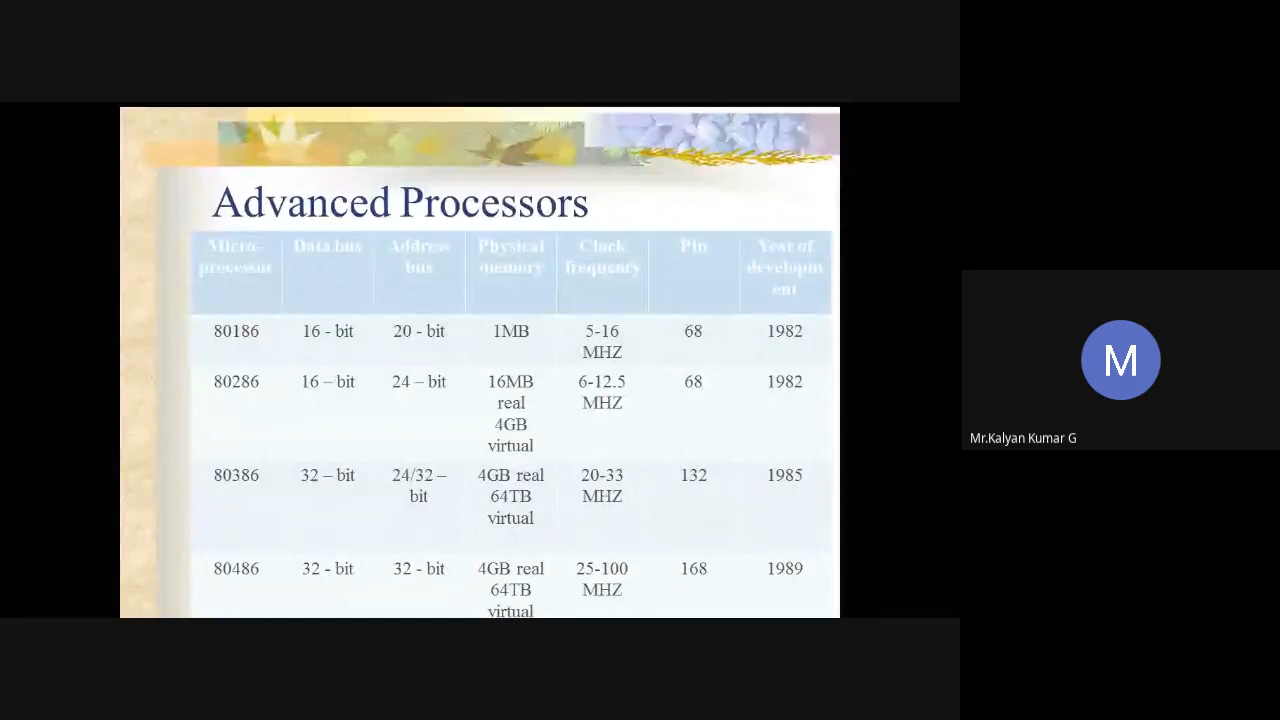 Advanced Processors
Micro- Data bus Address Physical Clock Pin Year of
processor bus memory frequency developm
ent
80186 16 - bit 20 - bit 1MB 5-16 68 1982
MHZ
80286 16 – bit 24 – bit 16MB 6-12.5 68 1982
real MHZ
4GB
virtual
80386 32 – bit 24/32 – 4GB real 20-33 132 1985
bit 64TB MHZ
virtual
80486 32 - bit 32 - bit 4GB real 25-100 168 1989
64TB MHZ
virtual
M
Mr.Kalyan Kumar G